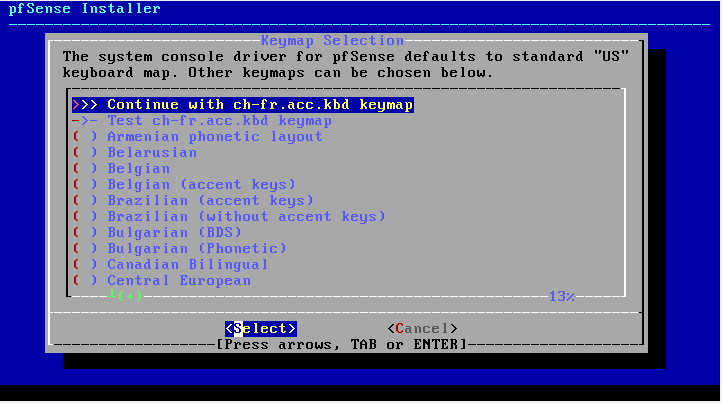 pfSense Installer
Keymap Selection
The system console driver for pfSense defaults to standard "US"
keyboard map. Other keymaps can be chosen below.
>>> Continue with ch-fr.acc.kbd keymap
->- Test ch-fr.acc.kbd keymap
( ) Armenian phonetic layout
( ) Belarusian
( ) Belgian
( ) Belgian (accent keys)
( ) Brazilian (accent keys)
( ) Brazilian (without accent keys)
( ) Bulgarian (BDS)
( ) Bulgarian (Phonetic)
( ) Canadian Bilingual
( ) Central European
┴(+) 13%
<Select> <Cancel>
[Press arrows, TAB or ENTER]